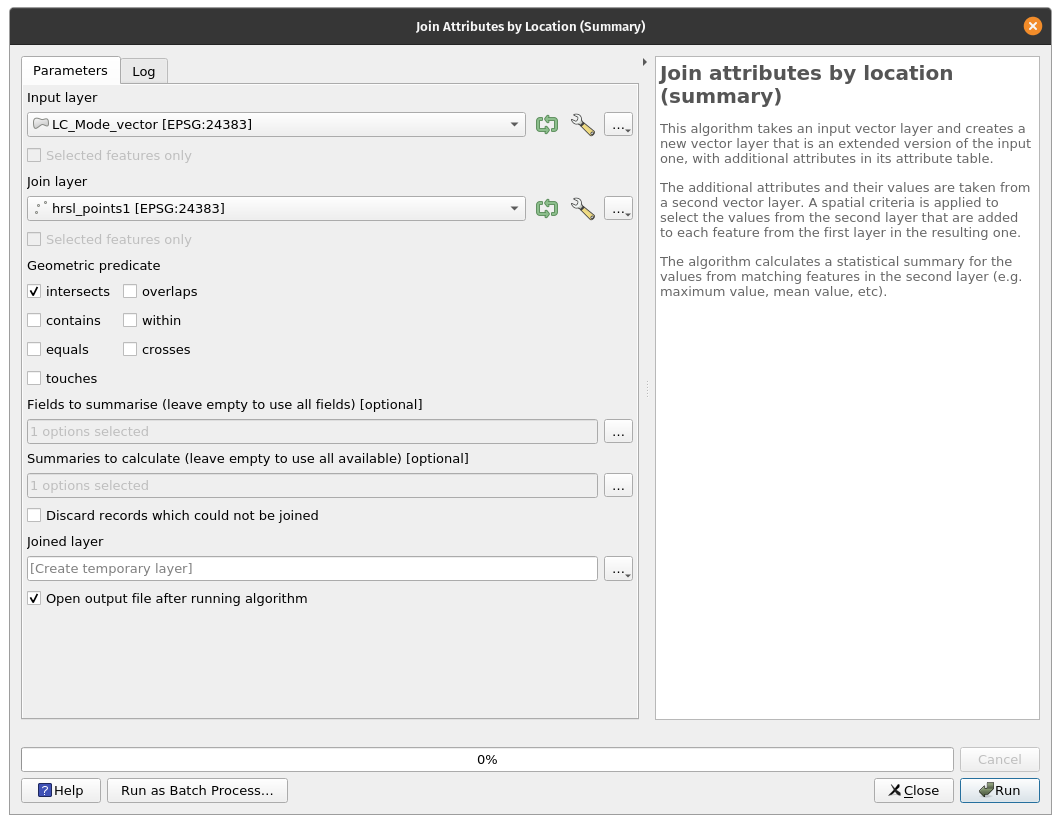 Join Attributes by Location (Summary)
Parameters
Log
Input layer
LC_Mode_vector [EPSG:24383]
...
Selected features only
Join layer
hrsl_points1 [EPSG:24383]
...
Selected features only
Geometric predicate
intersects
overlaps
contains
within
equals
crosses
touches
Fields to summarise (leave empty to use all fields) [optional]
1 options selected
...
Summaries to calculate (leave empty to use all available) [optional]
1 options selected
...
Discard records which could not be joined
Joined layer
[Create temporary layer]
...
Open output file after running algorithm
Join attributes by location
(summary)
This algorithm takes an input vector layer and creates a
new vector layer that is an extended version of the input
one, with additional attributes in its attribute table.
The additional attributes and their values are taken from
a second vector layer. A spatial criteria is applied to
select the values from the second layer that are added
to each feature from the first layer in the resulting one.
The algorithm calculates a statistical summary for the
values from matching features in the second layer (e.g.
maximum value, mean value, etc).
0%
Cancel
? Help
Run as Batch Process...
Close
Run